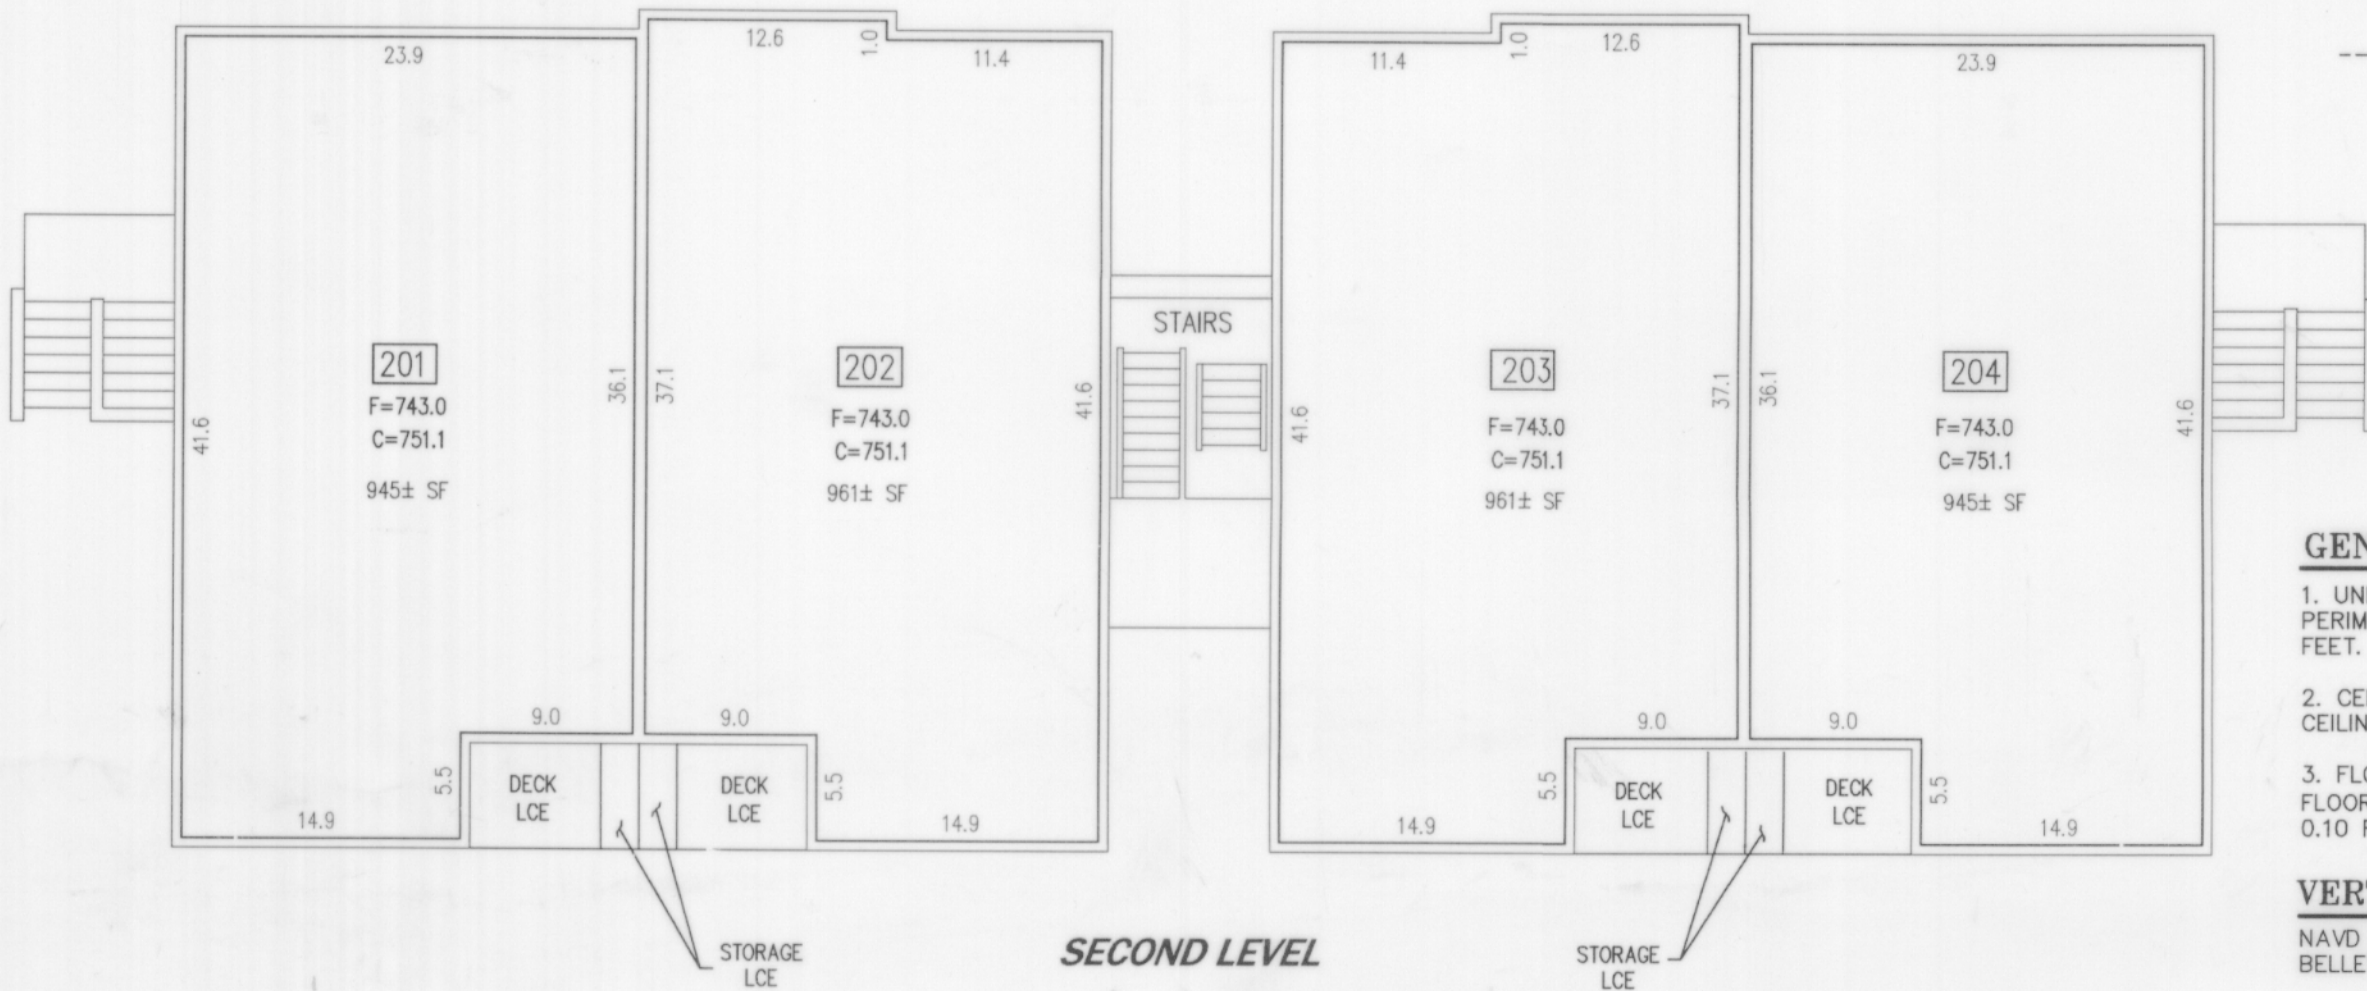 23.9
12.6
1.0
11.4
11.4
1.0
12.6
23.9
STAIRS
201
F=743.0
C=751.1
945± SF
41.6
36.1
37.1
202
F=743.0
C=751.1
961± SF
41.6
41.6
203
F=743.0
C=751.1
961± SF
37.1
36.1
204
F=743.0
C=751.1
945± SF
41.6
9.0
9.0
9.0
9.0
5.5
DECK
LCE
DECK
LCE
5.5
5.5
DECK
LCE
DECK
LCE
5.5
14.9
14.9
14.9
14.9
STORAGE
LCE
SECOND LEVEL
STORAGE
LCE
GEN
1. UN
PERIM
FEET.
2. CE
CEILIN
3. FLO
FLOOR
0.10
VER
NAVD
BELLE